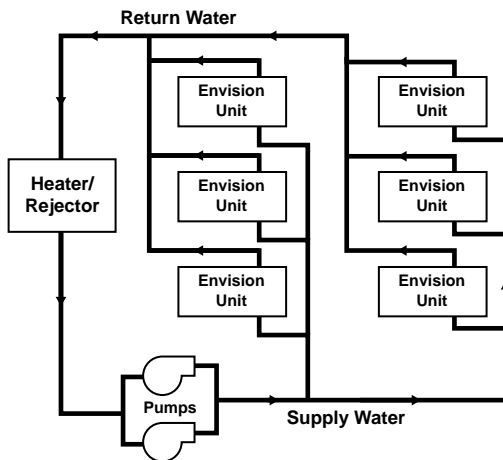 Return Water
Envision
Unit
Envision
Unit
Heater/
Rejector
Envision
Unit
Envision
Unit
Envision
Unit
Envision
Unit
Pumps
Supply Water